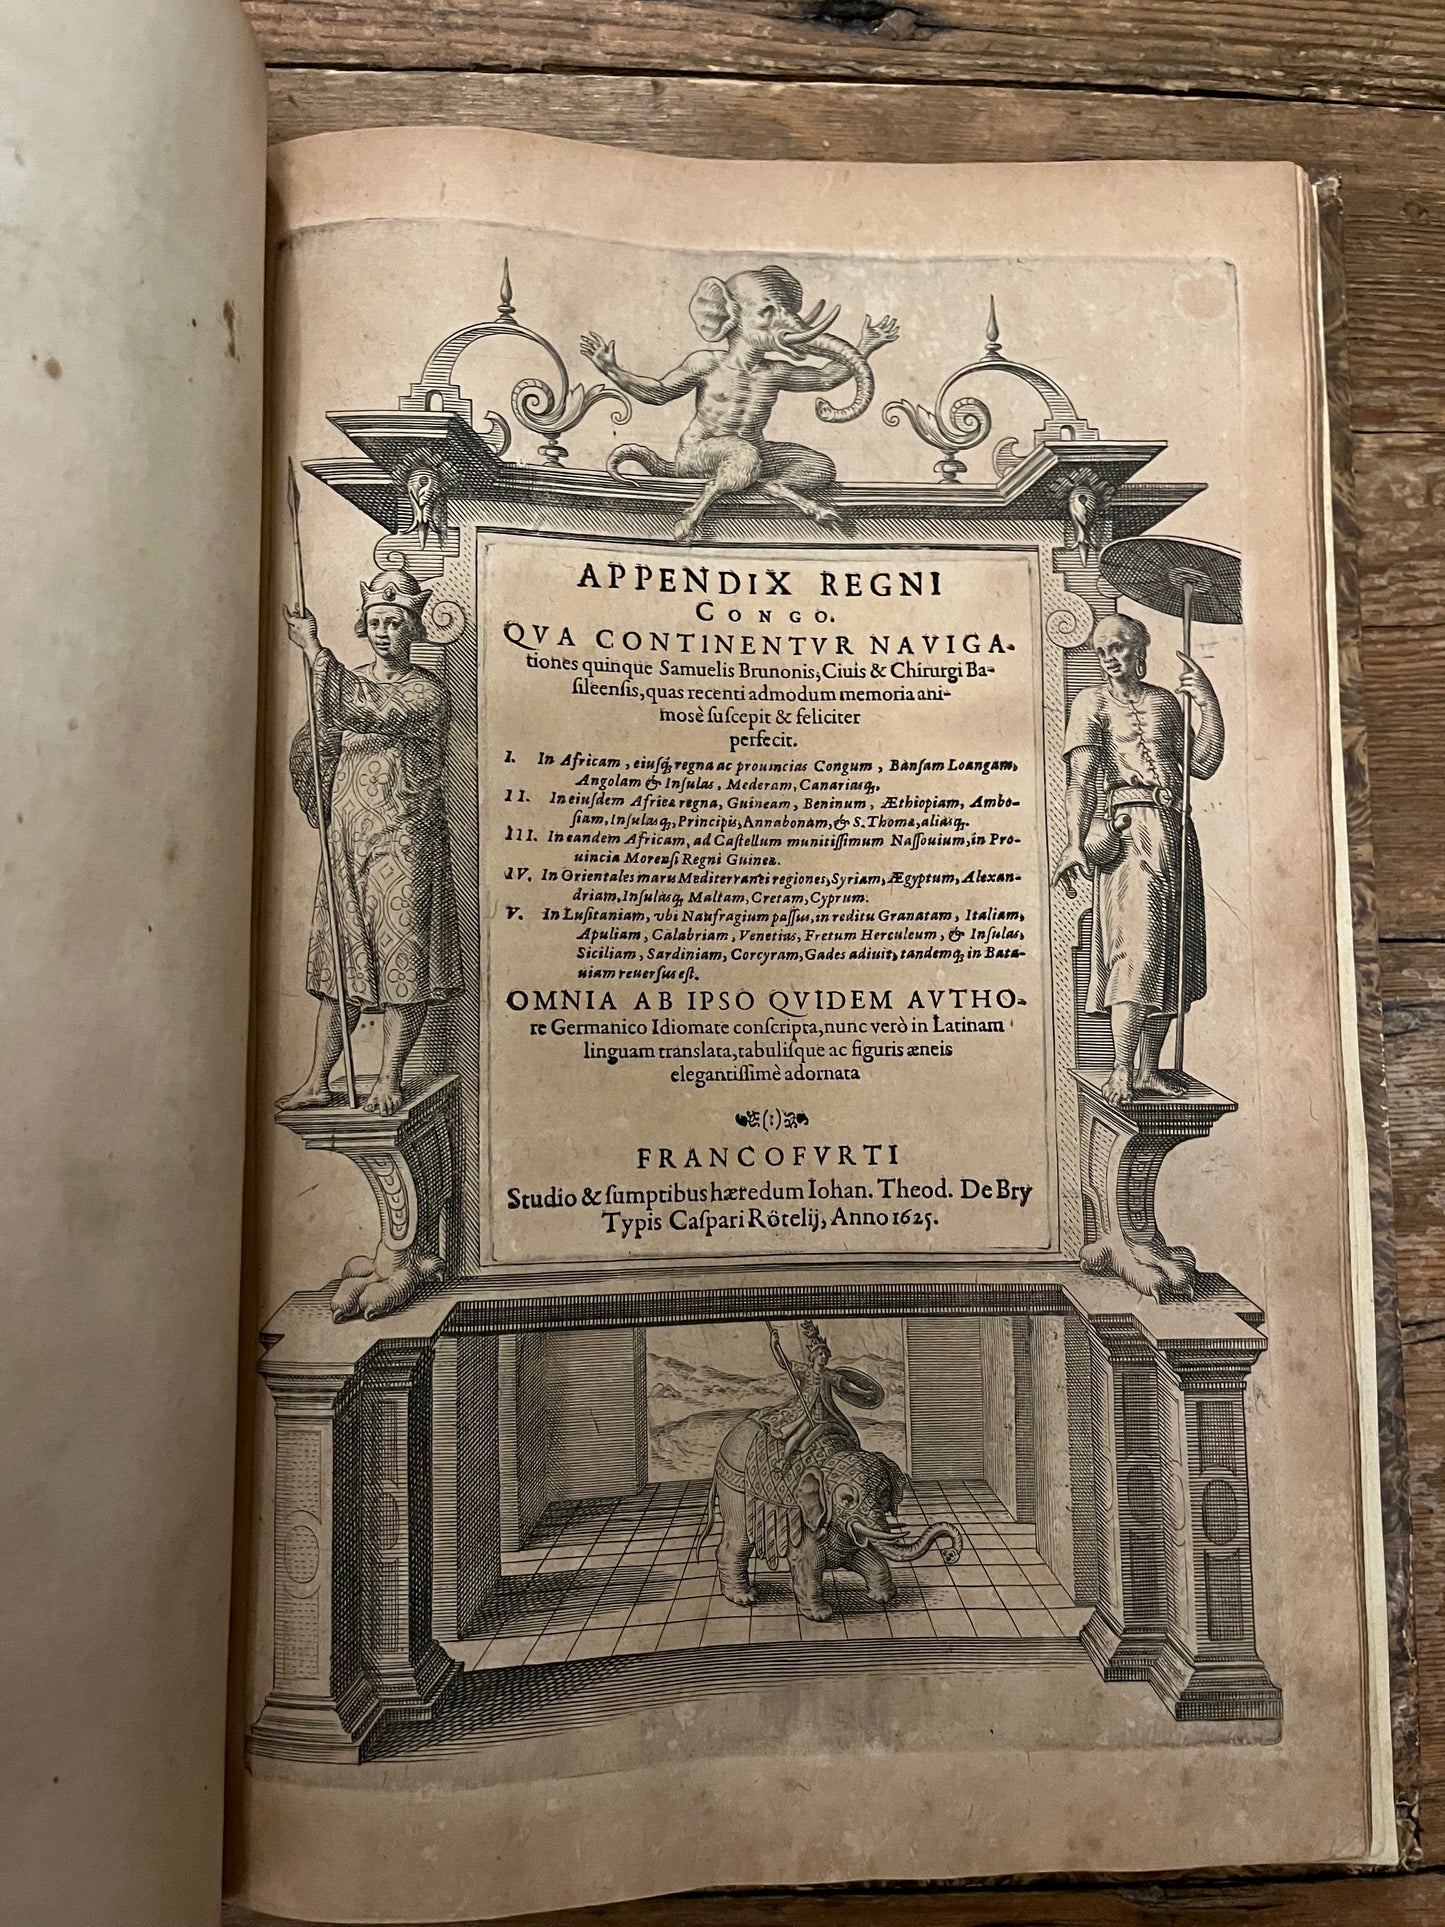 APPENDIX REGNI
CONGO.
QVA CONTINENTVR NAVIGA-
tiones quinque Samuelis Brunonis, Ciuis & Chirurgi Ba-
ſileenſis, quas recenti admodum memoria ani-
mosè ſuſcepit & feliciter
perfecit.
I. In Africam, eiuſq; regna ac prouincias Congum, Banſam Loangam,
Angolam & Inſulas, Mederam, Canariasq;,
II. In eiuſdem Africæ regna, Guineam, Beninum, Æthiopiam, Ambo-
ſiam, Inſulasq;, Principis, Annabonam, & S. Thomæ, aliasq;.
III. In eandem Africam, ad Caſtellum munitiſſimum Naſſouium, in Pro-
uincia Morenſi Regni Guineæ.
IV. In Orientales maris Mediterranei regiones, Syriam, Ægyptum, Alexan-
driam, Inſulasq; Maltam, Cretam, Cyprum.
V. In Luſitaniam, vbi Naufragium paſſus, in reditu Granatam, Italiam,
Apuliam, Calabriam, Venetias, Fretum Herculeum, & Inſulas,
Siciliam, Sardiniam, Corcyram, Gades adiuit, tandemq; in Bata-
uiam reuerſus eſt.
OMNIA AB IPSO QVIDEM AVTHO-
re Germanico Idiomate conſcripta, nunc verò in Latinam
linguam translata, tabuliſque ac figuris æneis
elegantiſſimè adornata
(:)
FRANCOFVRTI
Studio & ſumptibus hæredum Iohan. Theod. De Bry
Typis Caſpari Rötelij, Anno 1625.